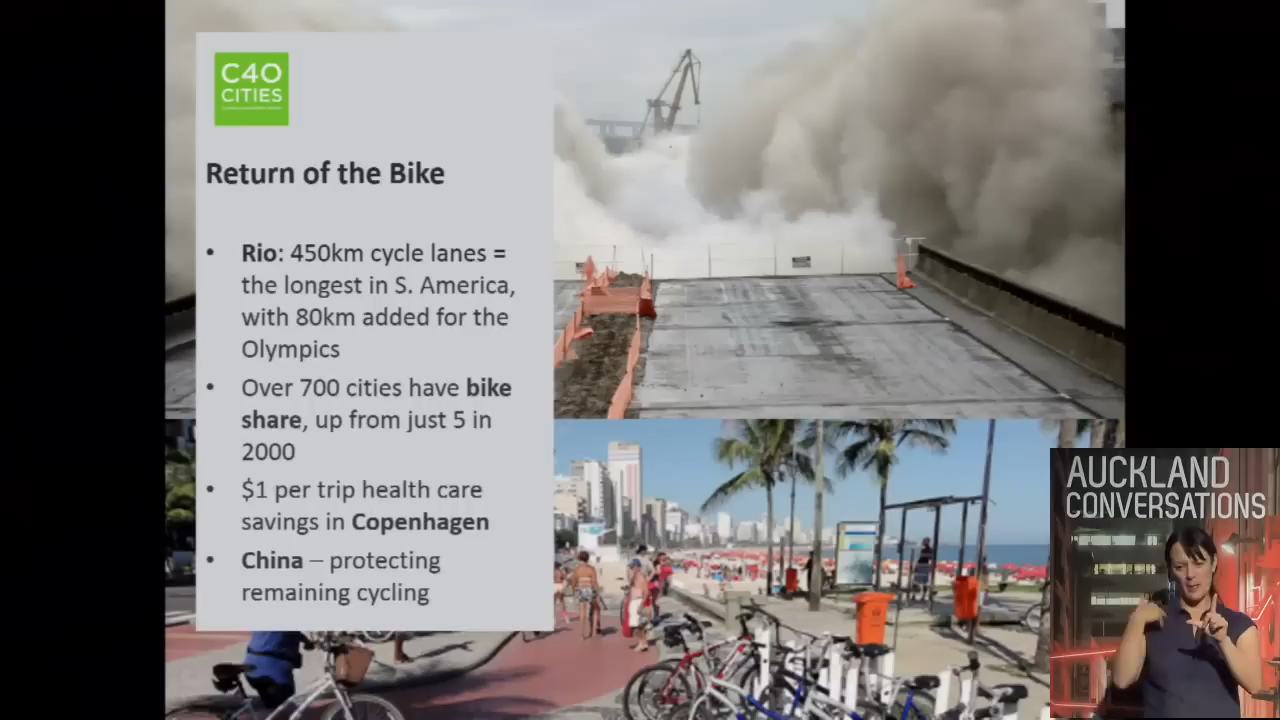 C40
CITIES
Return of the Bike
• Rio: 450km cycle lanes =
the longest in S. America,
with 80km added for the
Olympics
• Over 700 cities have bike
share, up from just 5 in
2000
• $1 per trip health care
savings in Copenhagen
• China – protecting
remaining cycling
AUCKLAND
CONVERSATIONS